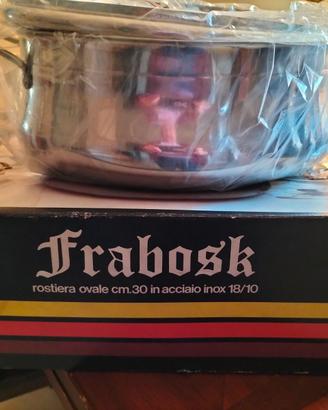 Frabosk
rostiera ovale cm.30 in acciaio inox 18/10